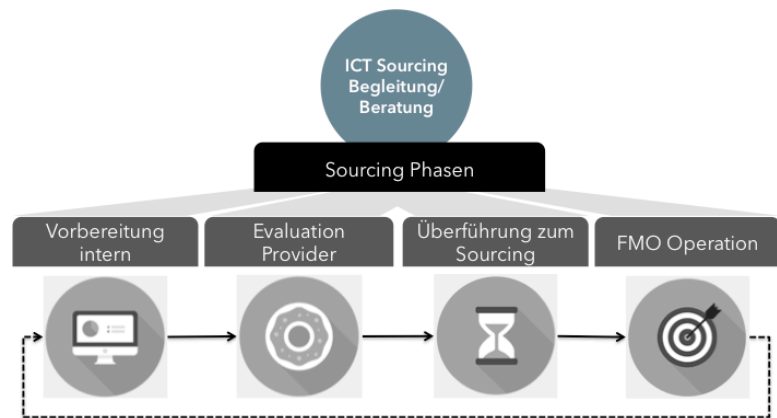 ICT Sourcing
Begleitung/
Beratung
Sourcing Phasen
Vorbereitung
intern
Evaluation
Provider
Überführung zum
Sourcing
FMO Operation